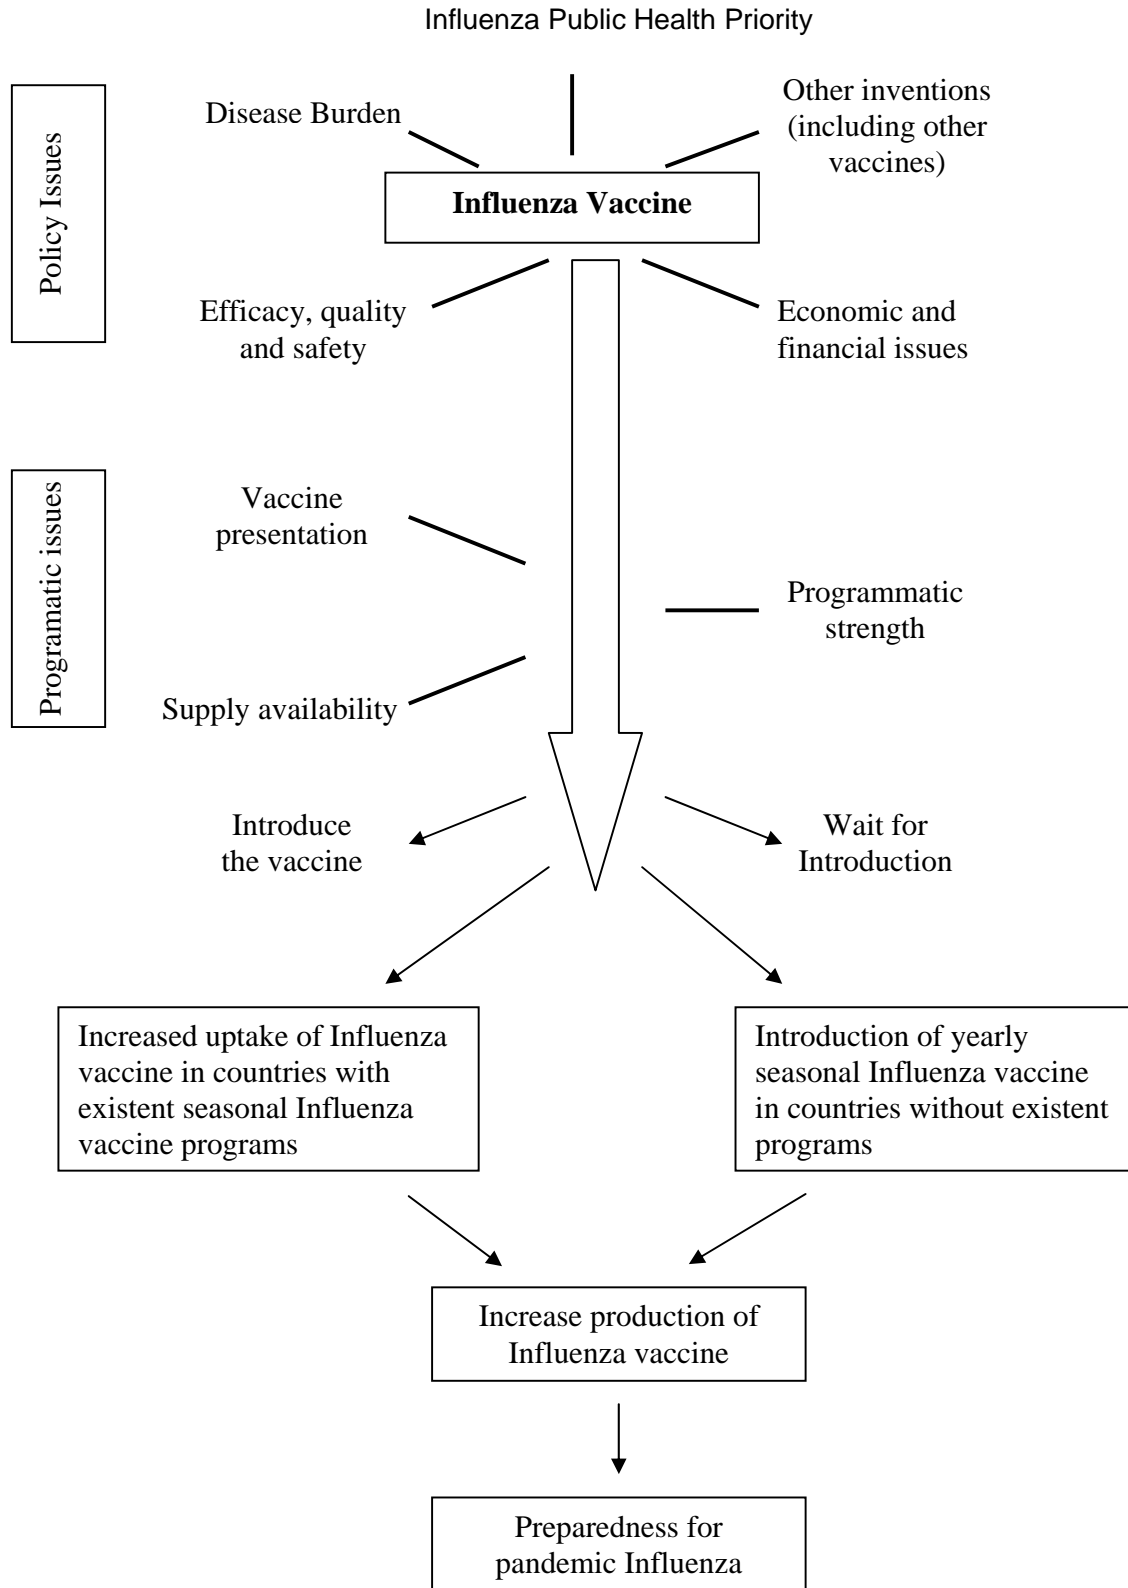 Influenza Public Health Priority
Policy Issues
Disease Burden
Other inventions
(including other
vaccines)
Influenza Vaccine
Efficacy, quality
and safety
Economic and
financial issues
Programatic issues
Vaccine
presentation
Programmatic
strength
Supply availability
Introduce
the vaccine
Wait for
Introduction
Increased uptake of Influenza
vaccine in countries with
existent seasonal Influenza
vaccine programs
Introduction of yearly
seasonal Influenza vaccine
in countries without existent
programs
Increase production of
Influenza vaccine
Preparedness for
pandemic Influenza